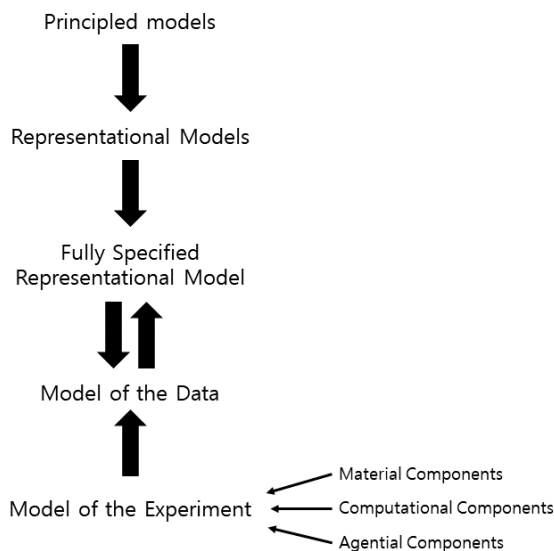 Principled models
Representational Models
Fully Specified
Representational Model
Model of the Data
Model of the Experiment
Material Components
Computational Components
Agential Components